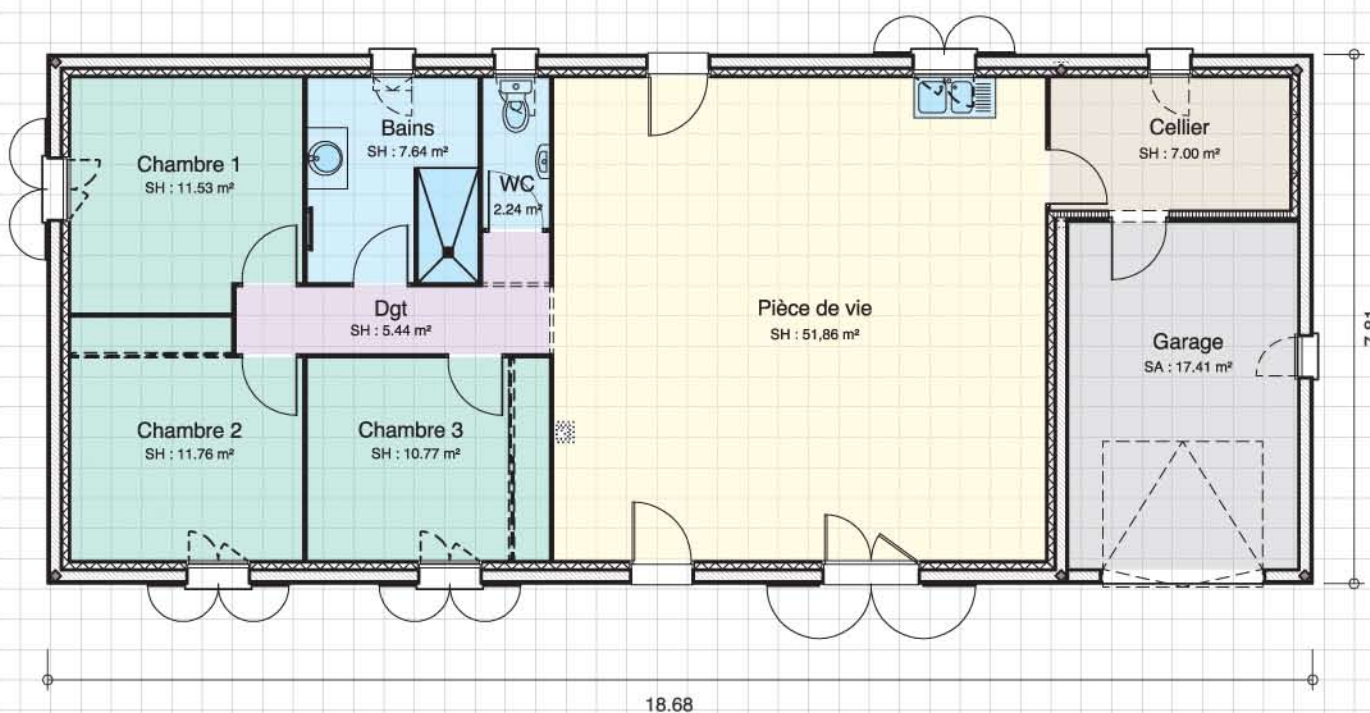 Chambre 1
SH : 11.53 m²
Bains
SH : 7.64 m²
WC
2.24 m²
Cellier
SH : 7.00 m²
Dgt
SH : 5.44 m²
Pièce de vie
SH : 51,86 m²
Garage
SA : 17.41 m²
Chambre 2
SH : 11.76 m²
Chambre 3
SH : 10.77 m²
18.68